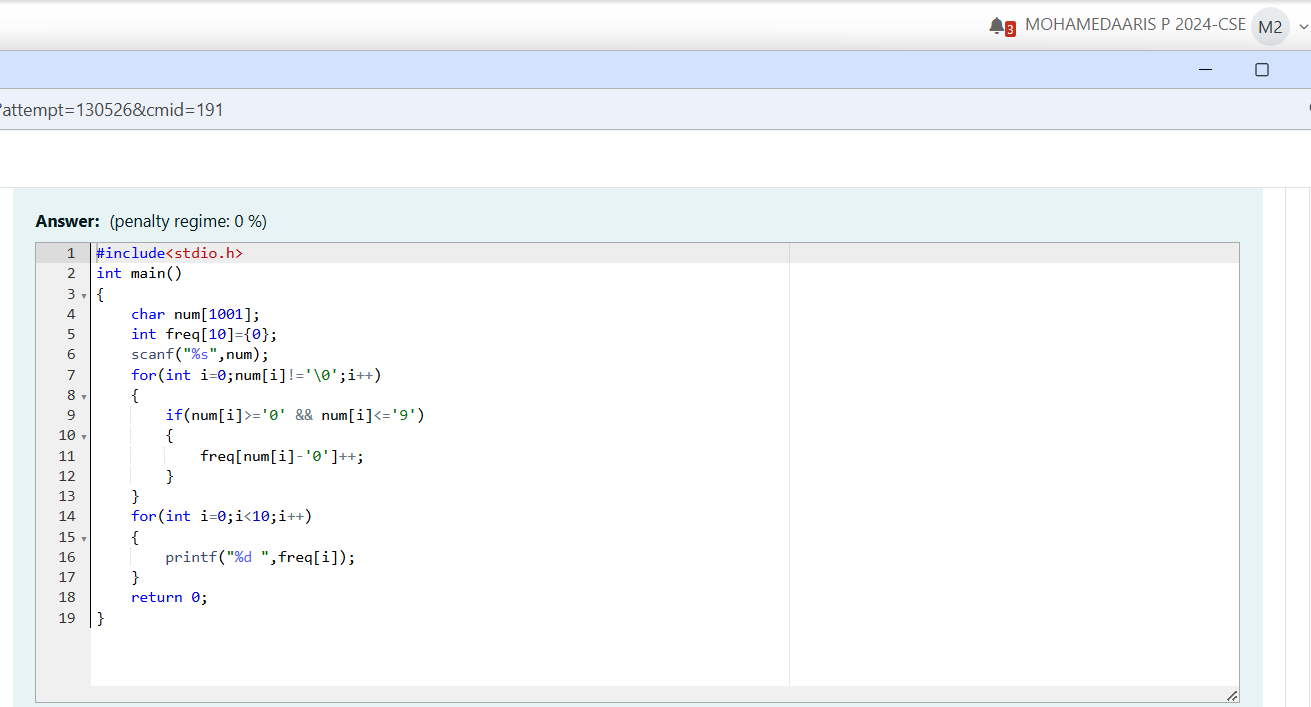 3 MOHAMEDAARIS P 2024-CSE M2
?attempt=130526&cmid=191
Answer: (penalty regime: 0 %)
1 #include<stdio.h>
2 int main()
3 {
4     char num[1001];
5     int freq[10]={0};
6     scanf("%s",num);
7     for(int i=0;num[i]!='\0';i++)
8     {
9         if(num[i]>='0' && num[i]<='9')
10         {
11             freq[num[i]-'0']++;
12         }
13     }
14     for(int i=0;i<10;i++)
15     {
16         printf("%d ",freq[i]);
17     }
18     return 0;
19 }